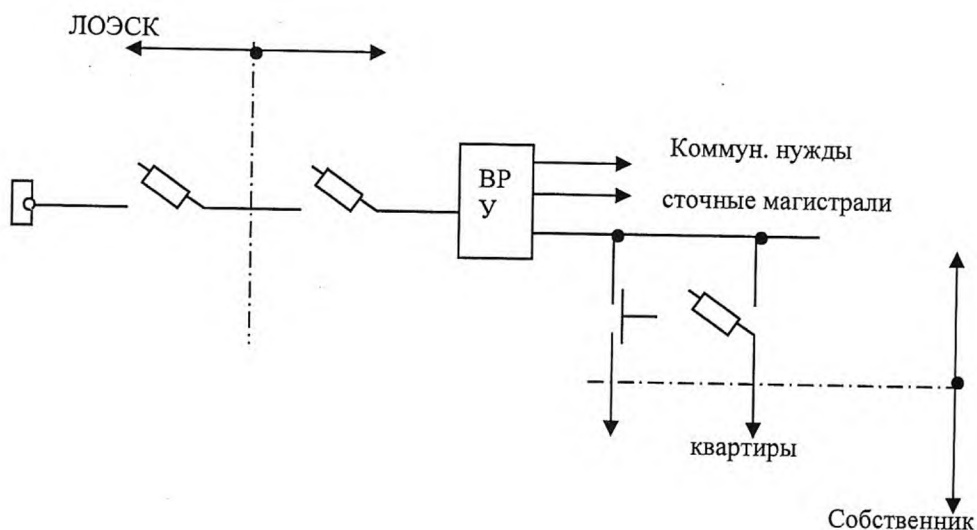 ЛОЭСК
Коммун. нужды
ВР
У
сточные магистрали
квартиры
Собственник